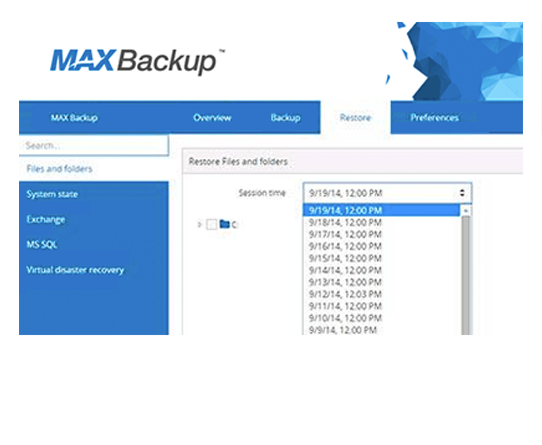 MAXBackup™
MAX Backup Overview Backup Restore Preferences
Search...
Files and folders
System state
Exchange
MS SQL
Virtual disaster recovery
Restore Files and folders
Session time 9/19/14, 12:00 PM
9/19/14, 12:00 PM
9/18/14, 12:00 PM
9/17/14, 12:00 PM
9/16/14, 12:00 PM
9/15/14, 12:00 PM
9/14/14, 12:00 PM
9/13/14, 12:00 PM
9/12/14, 12:03 PM
9/11/14, 12:00 PM
9/10/14, 12:00 PM
9/9/14, 12:00 PM
C: